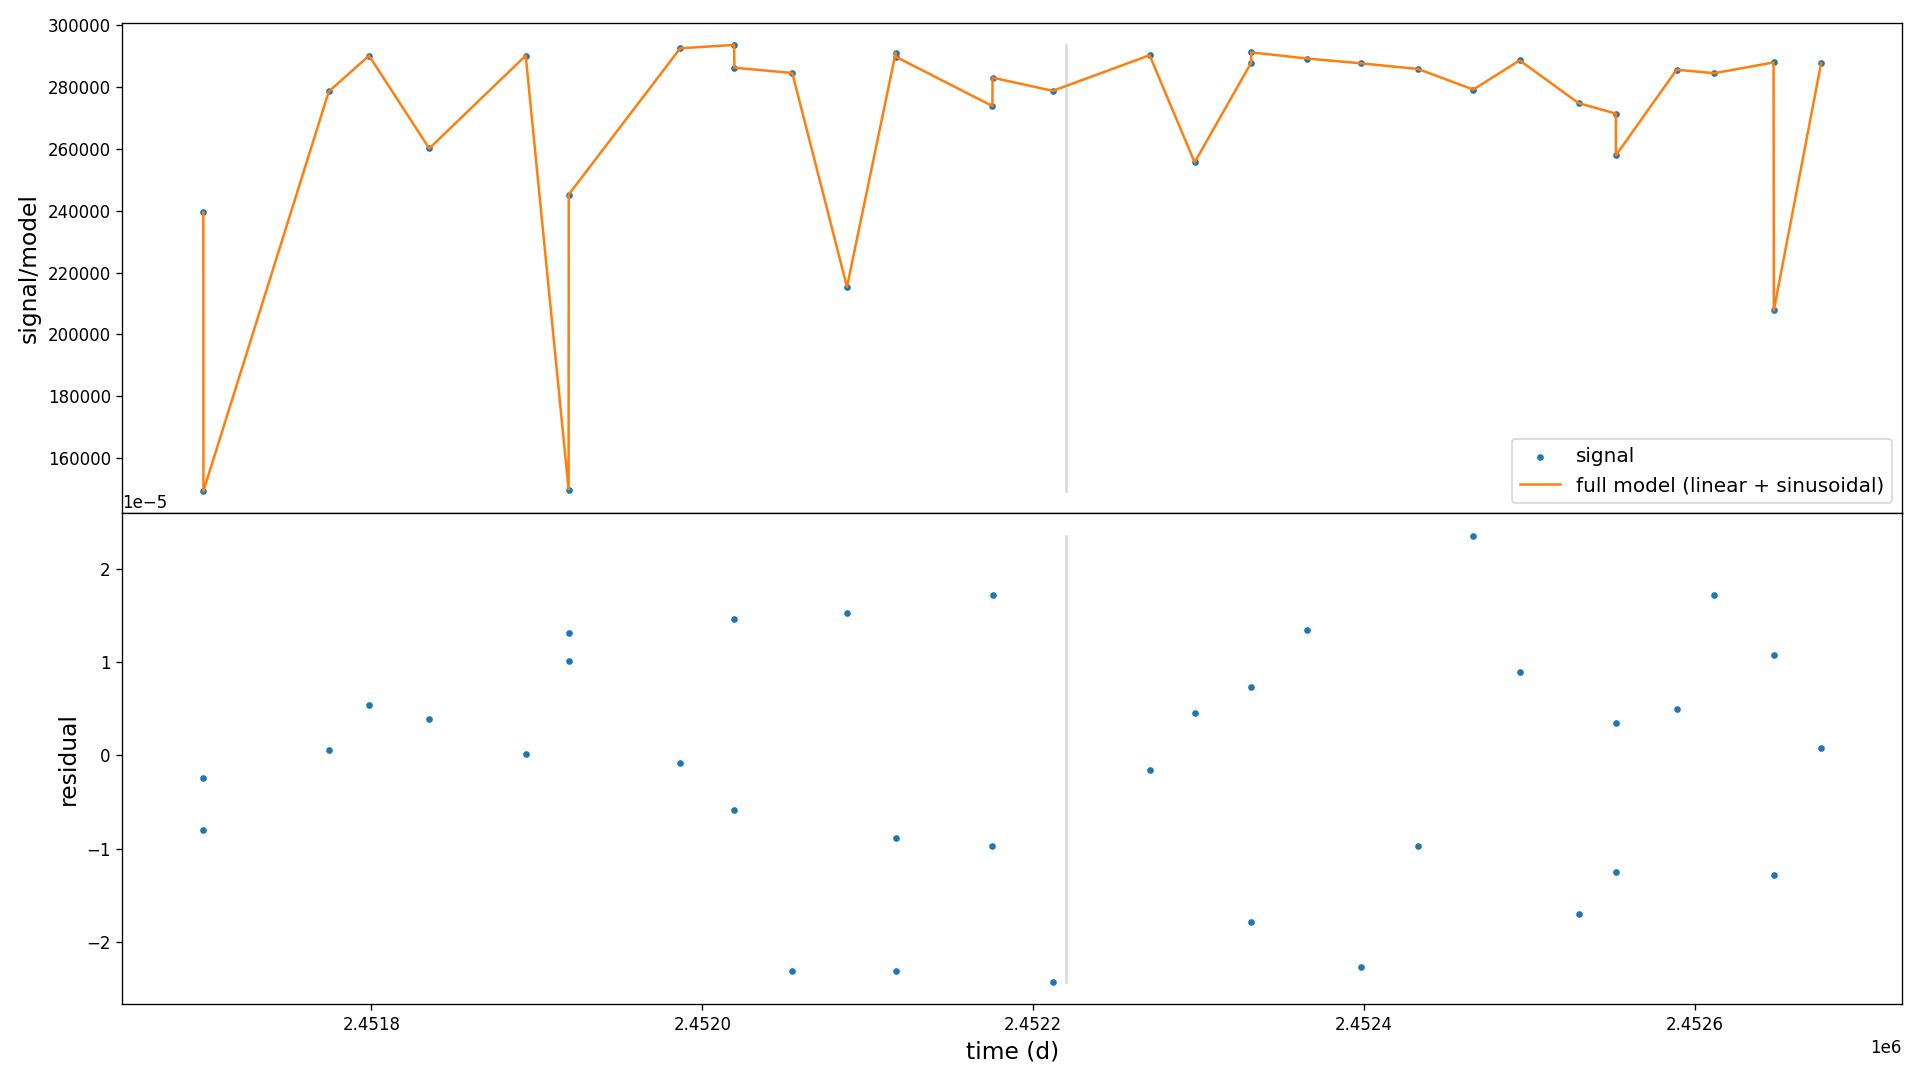 300000
280000
260000
240000
220000
200000
180000
160000
signal/model
signal
full model (linear + sinusoidal)
1e−5
2
1
0
−1
−2
residual
2.4518
2.4520
2.4522
2.4524
2.4526
time (d)
1e6